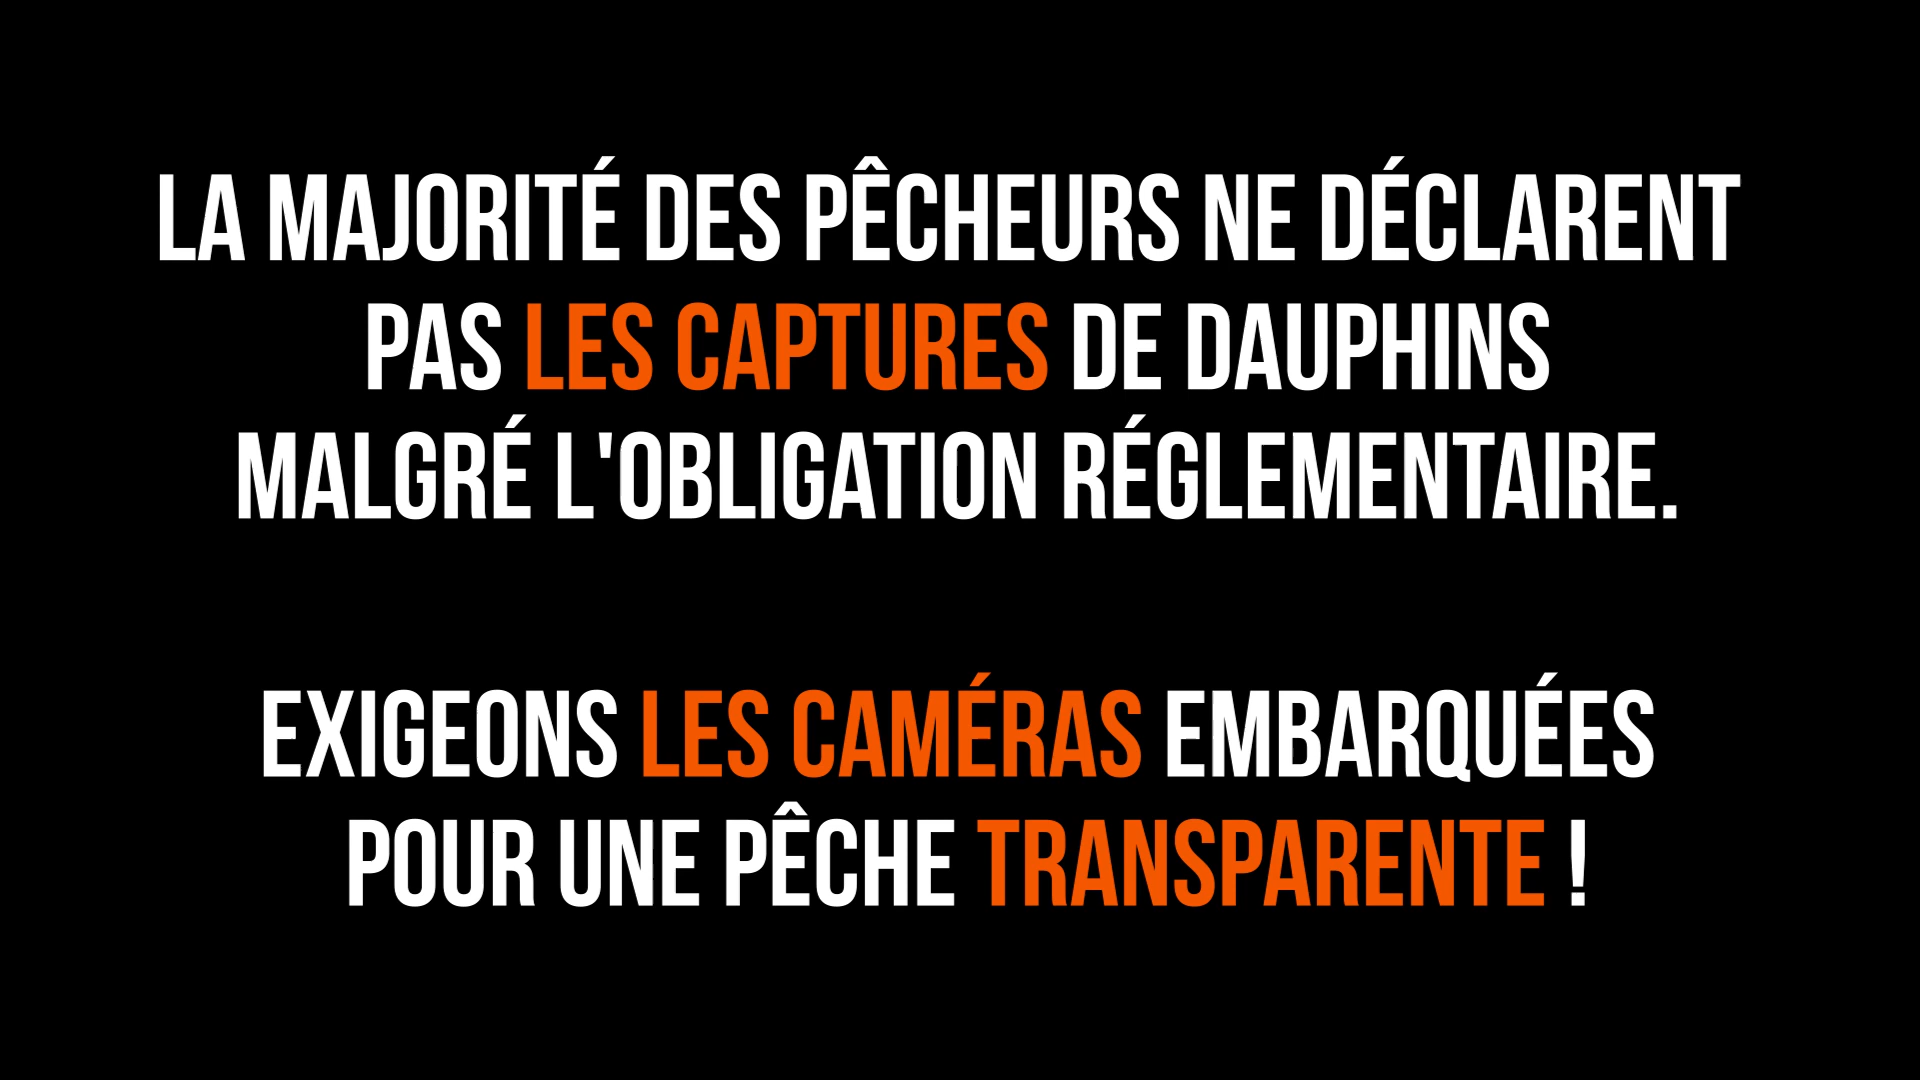 LA MAJORITÉ DES PÊCHEURS NE DÉCLARENT
PAS LES CAPTURES DE DAUPHINS
MALGRÉ L'OBLIGATION RÉGLEMENTAIRE.
EXIGEONS LES CAMÉRAS EMBARQUÉES
POUR UNE PÊCHE TRANSPARENTE !